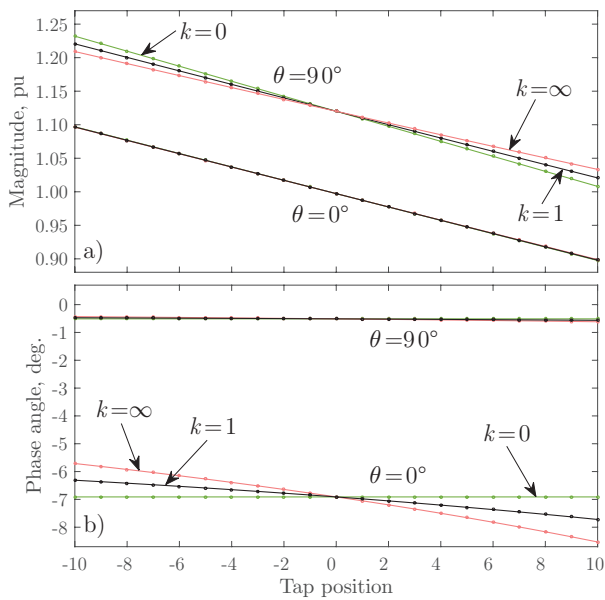 1.25
1.20
1.15
1.10
1.05
1.00
0.95
0.90
Magnitude, pu
k=0
θ=90°
k=∞
k=1
θ=0°
a)
0
-1
-2
-3
-4
-5
-6
-7
-8
Phase angle, deg.
θ=90°
k=∞
k=1
k=0
θ=0°
b)
-10 -8 -6 -4 -2 0 2 4 6 8 10
Tap position